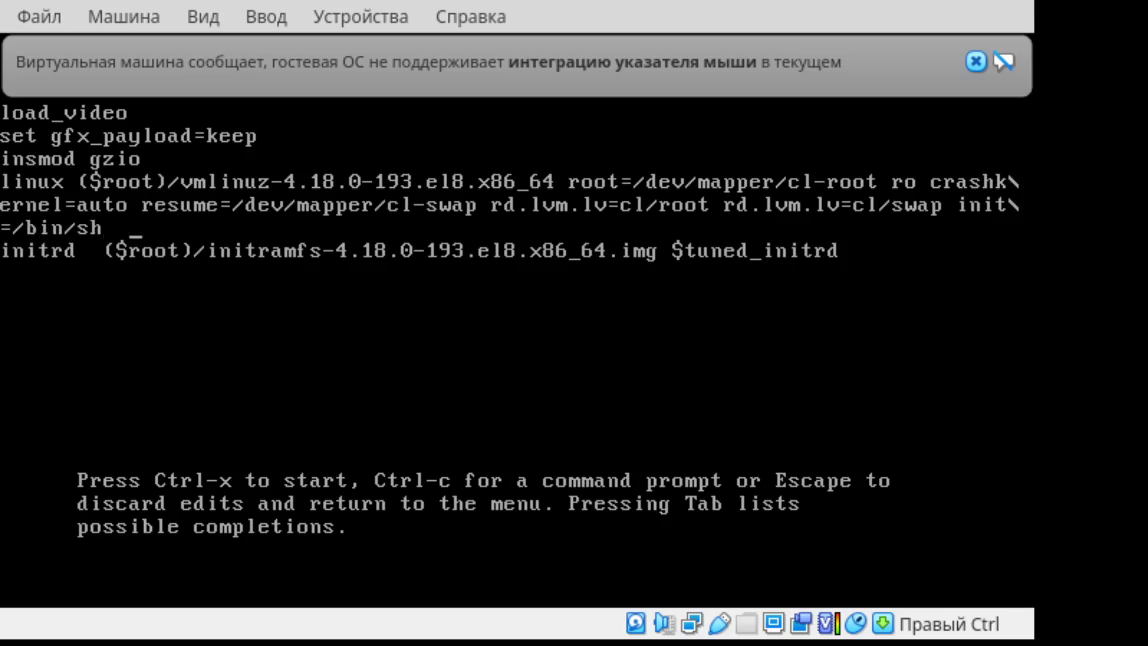 Файл Машина Вид Ввод Устройства Справка
Виртуальная машина сообщает, гостевая ОС не поддерживает интеграцию указателя мыши в текущем
load_video
set gfx_payload=keep
insmod gzio
linux ($root)/vmlinuz-4.18.0-193.el8.x86_64 root=/dev/mapper/cl-root ro crashk\
ernel=auto resume=/dev/mapper/cl-swap rd.lvm.lv=cl/root rd.lvm.lv=cl/swap init\
=/bin/sh _
initrd  ($root)/initramfs-4.18.0-193.el8.x86_64.img $tuned_initrd
Press Ctrl-x to start, Ctrl-c for a command prompt or Escape to
discard edits and return to the menu. Pressing Tab lists
possible completions.
Правый Ctrl